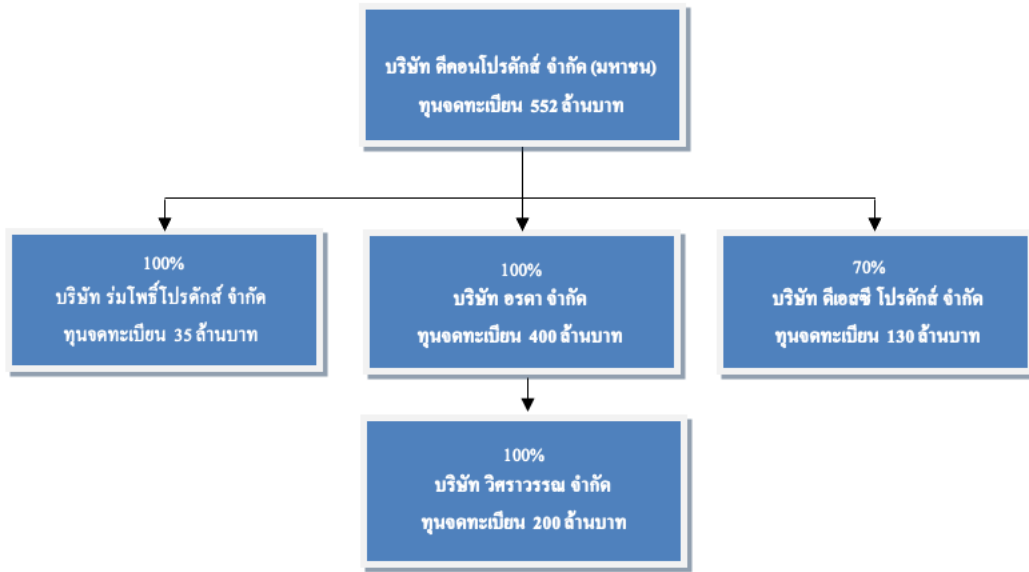 บริษัท ดีคอนโปรดักส์ จำกัด (มหาชน)
ทุนจดทะเบียน 552 ล้านบาท
100%
บริษัท ร่มโพธิ์โปรดักส์ จำกัด
ทุนจดทะเบียน 35 ล้านบาท
100%
บริษัท อรดา จำกัด
ทุนจดทะเบียน 400 ล้านบาท
70%
บริษัท ดีเอสซี โปรดักส์ จำกัด
ทุนจดทะเบียน 130 ล้านบาท
100%
บริษัท วิศราวรรณ จำกัด
ทุนจดทะเบียน 200 ล้านบาท